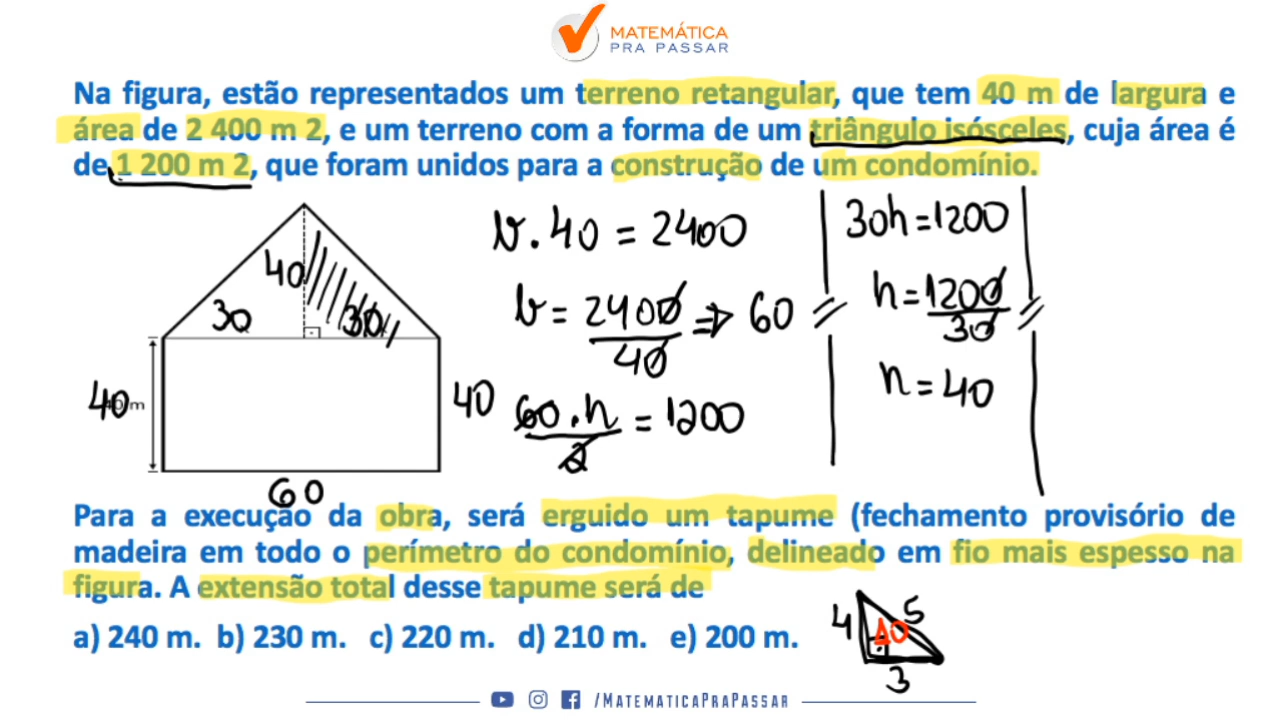 MATEMÁTICA
PRA PASSAR
Na figura, estão representados um terreno retangular, que tem 40 m de largura e
área de 2 400 m 2, e um terreno com a forma de um triângulo isósceles, cuja área é
de 1 200 m 2, que foram unidos para a construção de um condomínio.
b.40 = 2400
b = 2400/40 ⇒ 60
60.h/2 = 1200
30h=1200
h=1200/30
h=40
40
30
30
40 m
40
60
Para a execução da obra, será erguido um tapume (fechamento provisório de
madeira em todo o perímetro do condomínio, delineado em fio mais espesso na
figura. A extensão total desse tapume será de
a) 240 m. b) 230 m. c) 220 m. d) 210 m. e) 200 m.
4
5
10
3
/MATEMATICAPRAPASSAR